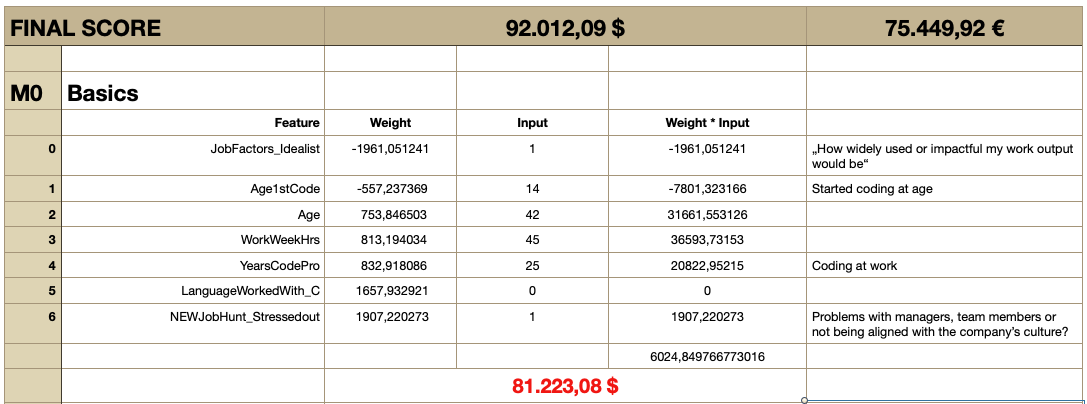 FINAL SCORE 92.012,09 $ 75.449,92 €
M0 Basics
Feature Weight Input Weight * Input
0 JobFactors_Idealist -1961,051241 1 -1961,051241 „How widely used or impactful my work output
would be“
1 Age1stCode -557,237369 14 -7801,323166 Started coding at age
2 Age 753,846503 42 31661,553126
3 WorkWeekHrs 813,194034 45 36593,73153
4 YearsCodePro 832,918086 25 20822,95215 Coding at work
5 LanguageWorkedWith_C 1657,932921 0 0
6 NEWJobHunt_Stressedout 1907,220273 1 1907,220273 Problems with managers, team members or
not being aligned with the company’s culture?
6024,849766773016
81.223,08 $